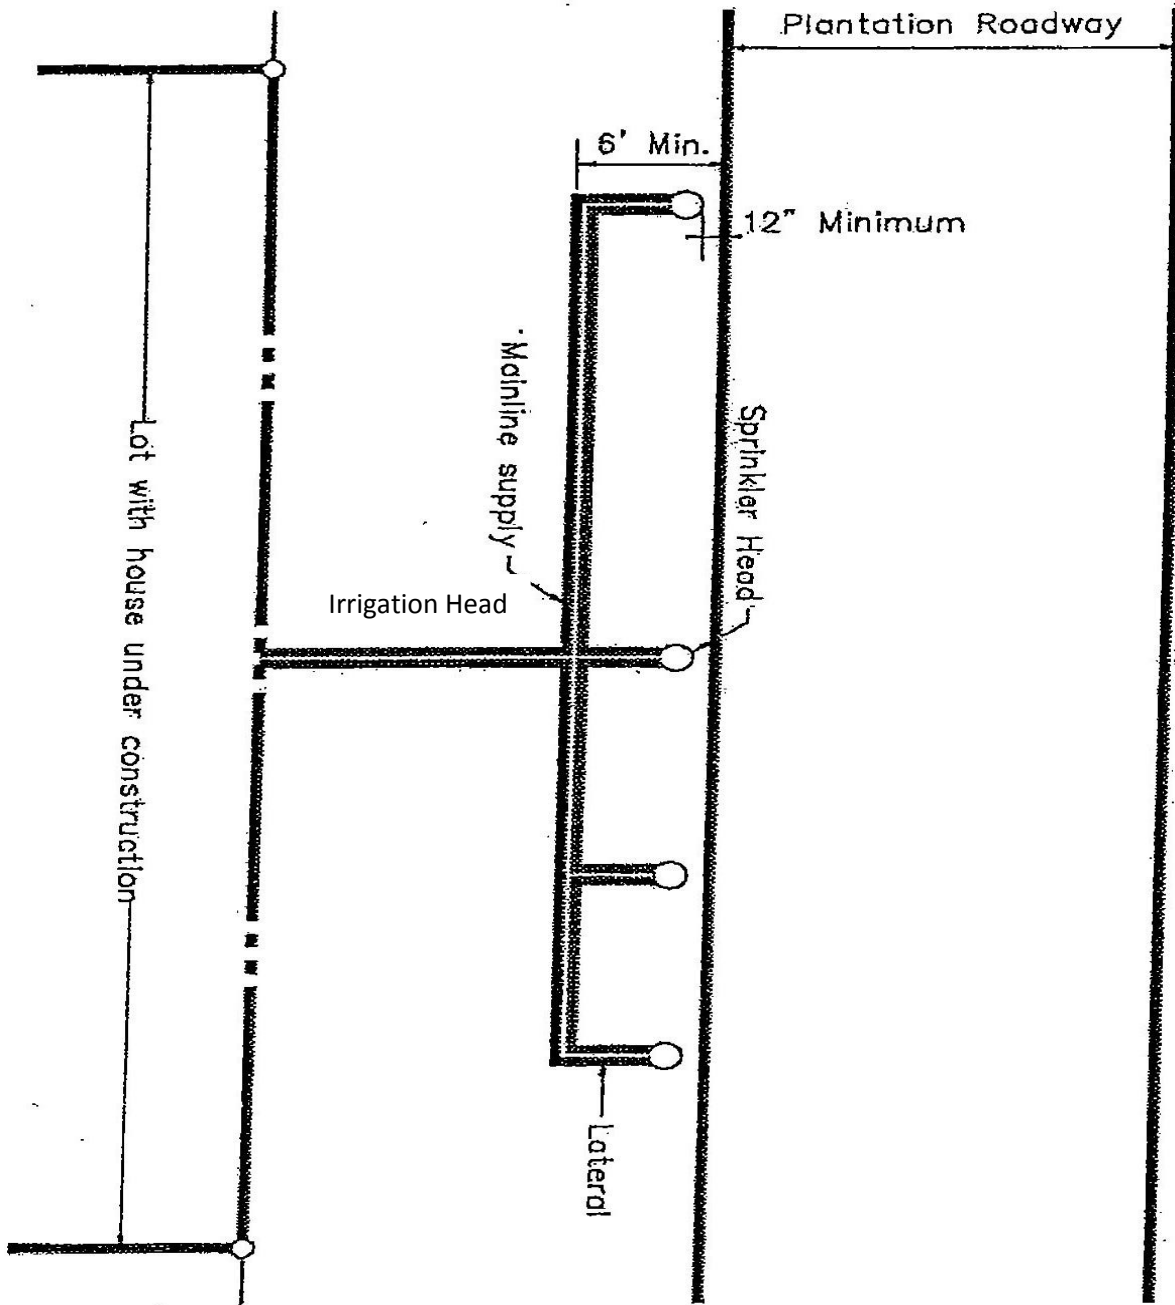 Plantation Roadway
6' Min.
12" Minimum
Mainline supply
Sprinkler Head
Irrigation Head
Lot with house under construction
Lateral